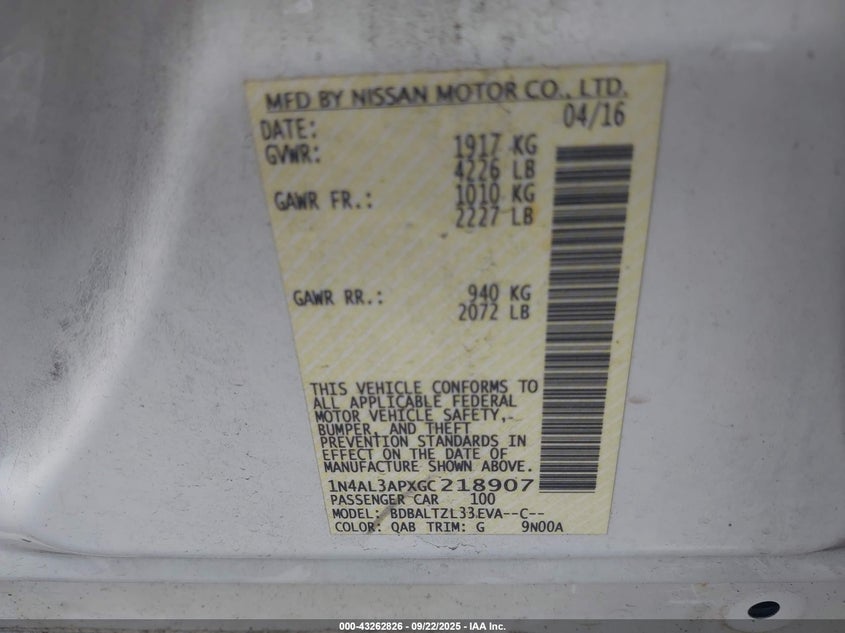 MFD BY NISSAN MOTOR CO., LTD.
DATE: 04/16
GVWR: 1917 KG
4226 LB
GAWR FR.: 1010 KG
2227 LB
GAWR RR.: 940 KG
2072 LB
THIS VEHICLE CONFORMS TO
ALL APPLICABLE FEDERAL
MOTOR VEHICLE SAFETY,
BUMPER, AND THEFT
PREVENTION STANDARDS IN
EFFECT ON THE DATE OF
MANUFACTURE SHOWN ABOVE.
1N4AL3APXGC218907
PASSENGER CAR 100
MODEL: BDBALTZL33EVA--C--
COLOR: QAB TRIM: G 9N00A
000-43262826 - 09/22/2025 - IAA Inc.